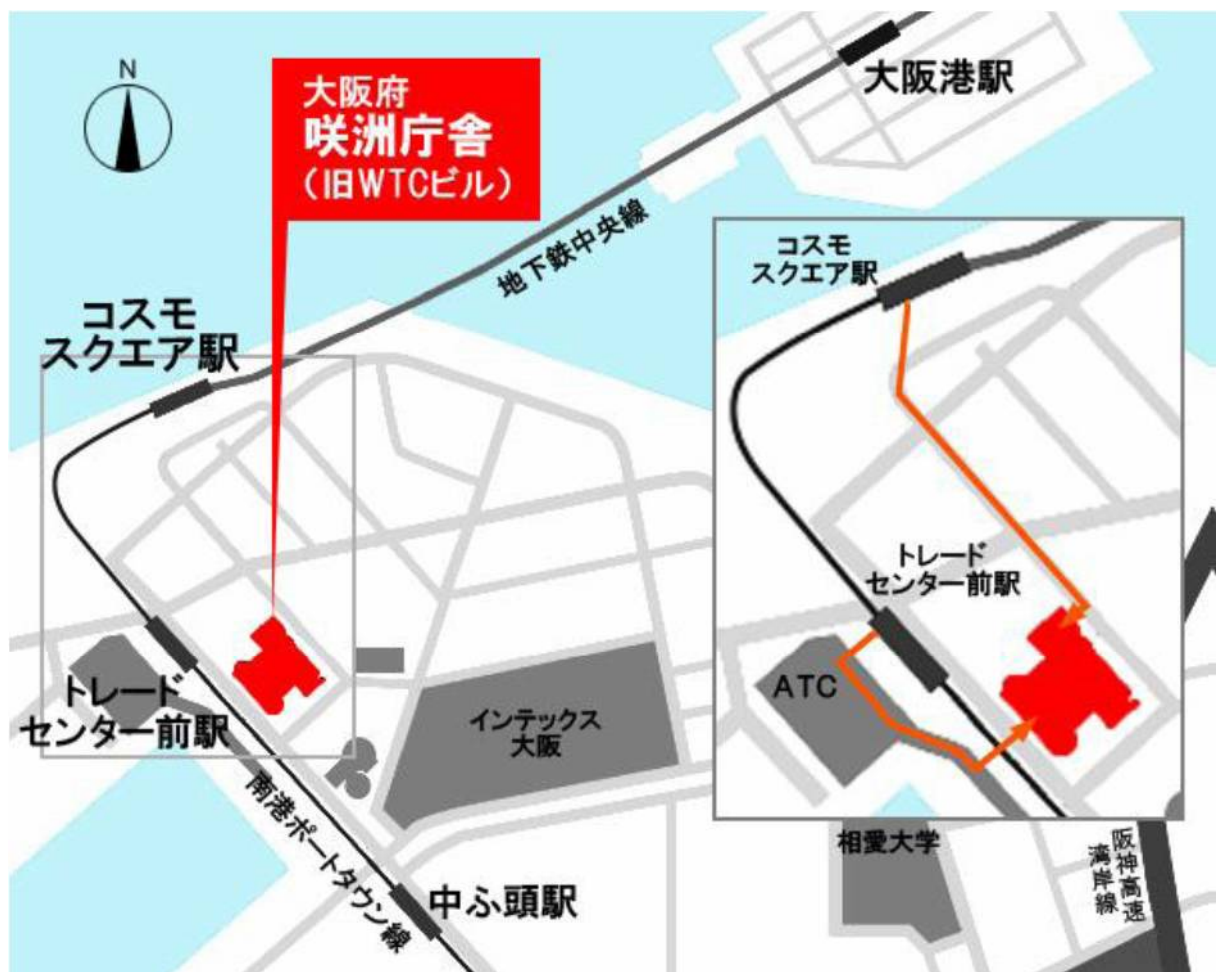 N
大阪府
咲洲庁舎
（旧WTCビル）
大阪港駅
地下鉄中央線
コスモ
スクエア駅
トレード
センター前駅
インテックス
大阪
南港ポートタウン線
中ふ頭駅
コスモ
スクエア駅
トレード
センター前駅
ATC
相愛大学
阪神高速
湾岸線